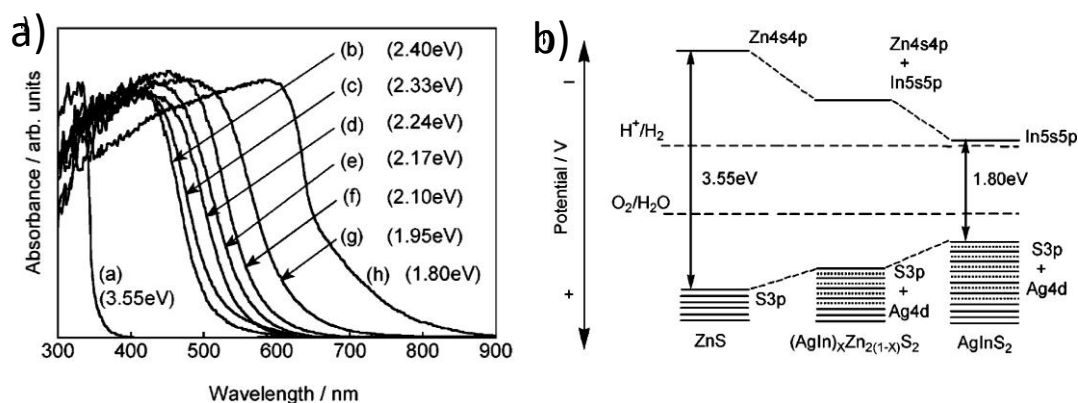 a)
Absorbance / arb. units
(b) (2.40eV)
(c) (2.33eV)
(d) (2.24eV)
(e) (2.17eV)
(f) (2.10eV)
(g) (1.95eV)
(h) (1.80eV)
(a)
(3.55eV)
300 400 500 600 700 800 900
Wavelength / nm
b)
Potential / V
−
+
Zn4s4p
Zn4s4p
+
In5s5p
In5s5p
H⁺/H₂
3.55eV
1.80eV
O₂/H₂O
S3p
S3p
+
Ag4d
S3p
+
Ag4d
ZnS
(AgIn)ₓZn₂₍₁₋ₓ₎S₂
AgInS₂